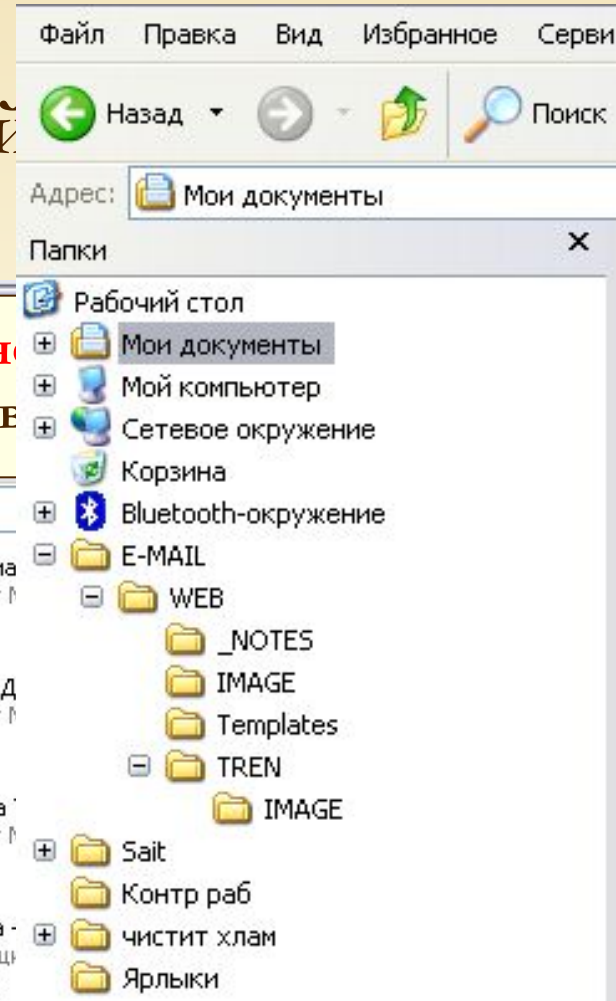 Файл Правка Вид Избранное
Назад Поиск
Адрес: Мои документы
Папки
Рабочий стол
Мои документы
Мой компьютер
Сетевое окружение
Корзина
Bluetooth-окружение
E-MAIL
WEB
_NOTES
IMAGE
Templates
TREN
IMAGE
Sait
Контр раб
чистит хлам
Ярлыки